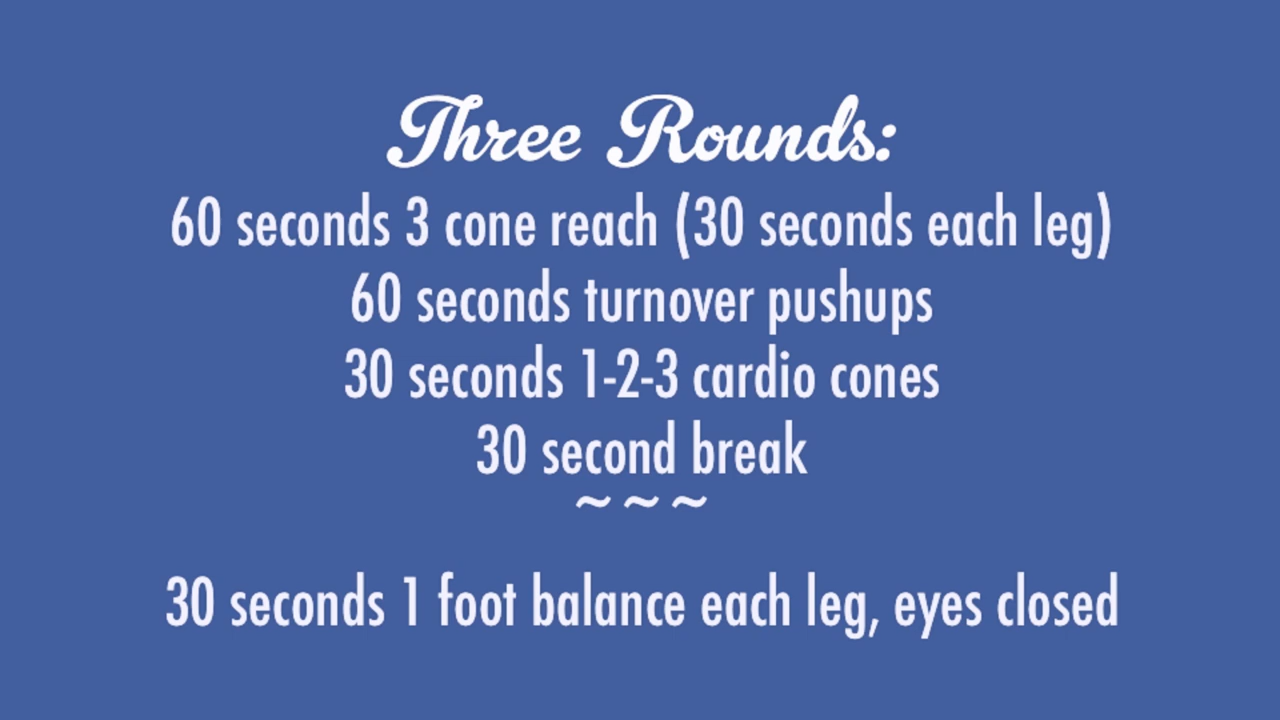 Three Rounds:
60 seconds 3 cone reach (30 seconds each leg)
60 seconds turnover pushups
30 seconds 1-2-3 cardio cones
30 second break
~~~
30 seconds 1 foot balance each leg, eyes closed